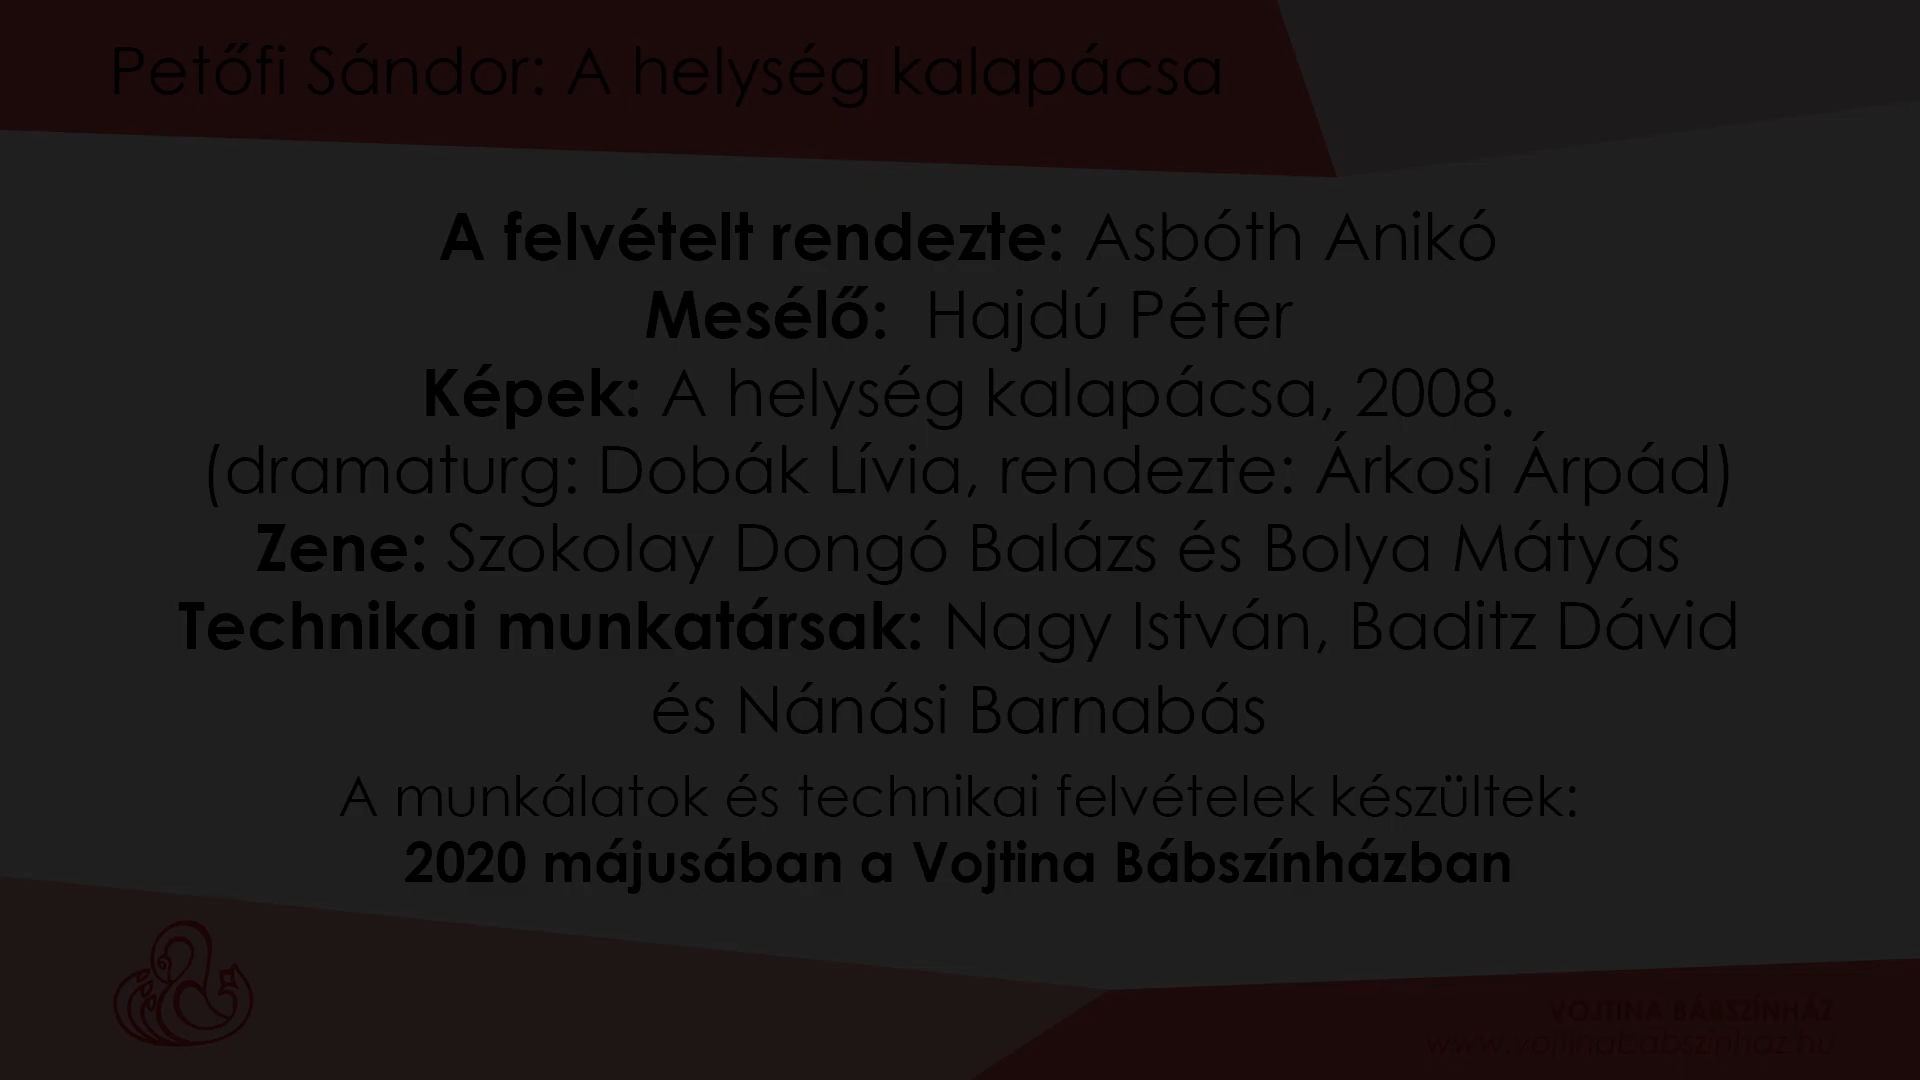 Petőfi Sándor: A helység kalapácsa
A felvételt rendezte: Asbóth Anikó
Mesélő: Hajdú Péter
Képek: A helység kalapácsa, 2008.
(dramaturg: Dobák Lívia, rendezte: Árkosi Árpád)
Zene: Szokolay Dongó Balázs és Bolya Mátyás
Technikai munkatársak: Nagy István, Baditz Dávid
és Nánási Barnabás
A munkálatok és technikai felvételek készültek:
2020 májusában a Vojtina Bábszínházban
VOJTINA BÁBSZÍNHÁZ
www.vojtinababszinhaz.hu